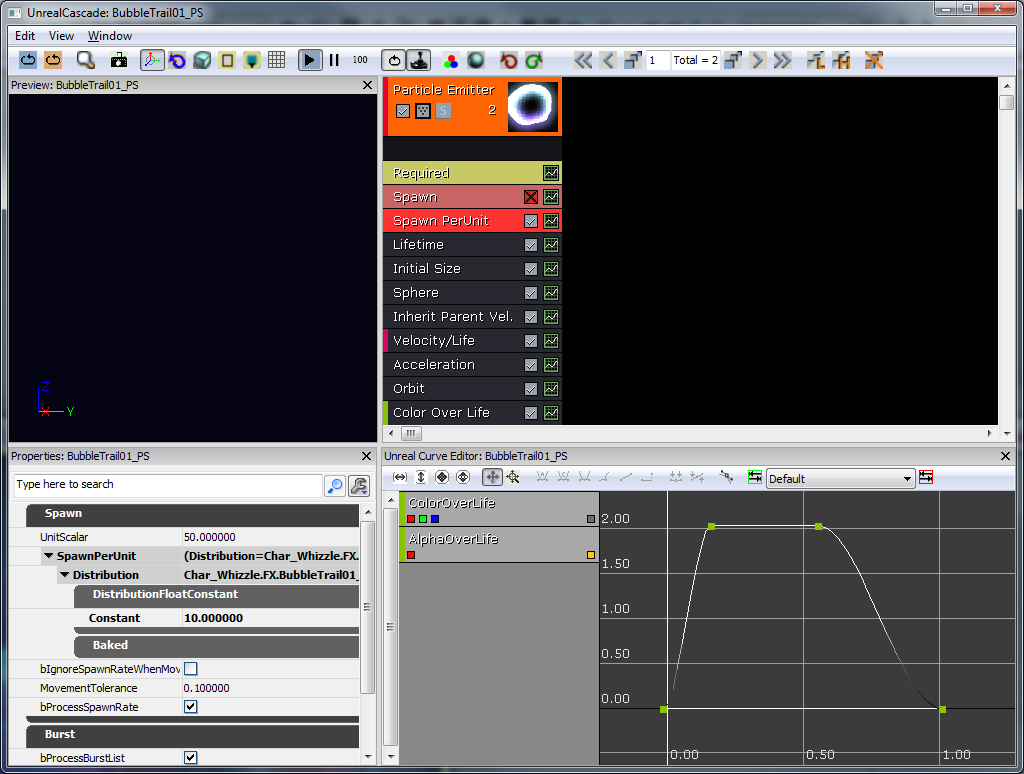 UnrealCascade: BubbleTrail01_PS
Edit View Window
100
1 Total = 2
Preview: BubbleTrail01_PS
Z
X Y
Particle Emitter
S 2
Required
Spawn
Spawn PerUnit
Lifetime
Initial Size
Sphere
Inherit Parent Vel.
Velocity/Life
Acceleration
Orbit
Color Over Life
Properties: BubbleTrail01_PS
Type here to search
Spawn
UnitScalar 50.000000
SpawnPerUnit (Distribution=Char_Whizzle.FX.
Distribution Char_Whizzle.FX.BubbleTrail01_
DistributionFloatConstant
Constant 10.000000
Baked
bIgnoreSpawnRateWhenMov
MovementTolerance 0.100000
bProcessSpawnRate
Burst
bProcessBurstList
Unreal Curve Editor: BubbleTrail01_PS
Default
ColorOverLife
AlphaOverLife
2.00
1.50
1.00
0.50
0.00
0.00 0.50 1.00